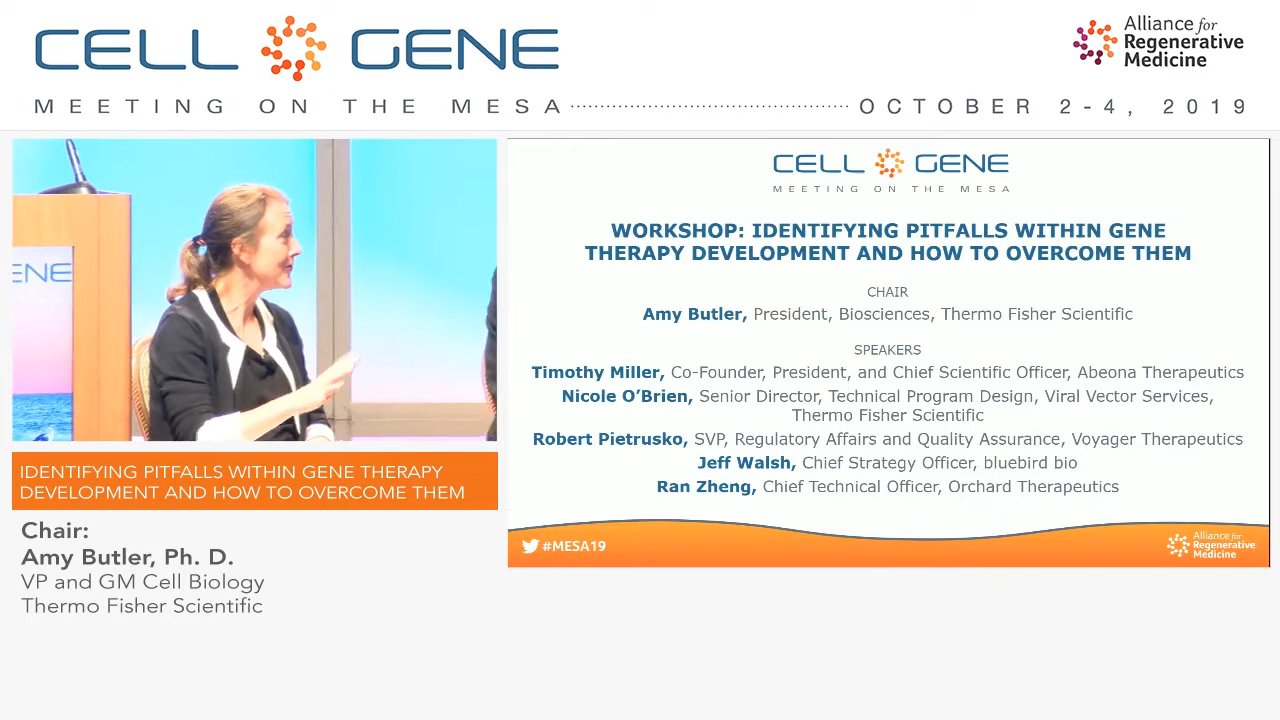 CELL GENE
MEETING ON THE MESA
OCTOBER 2-4, 2019
Alliance for
Regenerative
Medicine
ENE
CELL GENE
MEETING ON THE MESA
WORKSHOP: IDENTIFYING PITFALLS WITHIN GENE
THERAPY DEVELOPMENT AND HOW TO OVERCOME THEM
CHAIR
Amy Butler, President, Biosciences, Thermo Fisher Scientific
SPEAKERS
Timothy Miller, Co-Founder, President, and Chief Scientific Officer, Abeona Therapeutics
Nicole O’Brien, Senior Director, Technical Program Design, Viral Vector Services,
Thermo Fisher Scientific
Robert Pietrusko, SVP, Regulatory Affairs and Quality Assurance, Voyager Therapeutics
Jeff Walsh, Chief Strategy Officer, bluebird bio
Ran Zheng, Chief Technical Officer, Orchard Therapeutics
#MESA19
Alliance for
Regenerative
Medicine
IDENTIFYING PITFALLS WITHIN GENE THERAPY
DEVELOPMENT AND HOW TO OVERCOME THEM
Chair:
Amy Butler, Ph. D.
VP and GM Cell Biology
Thermo Fisher Scientific